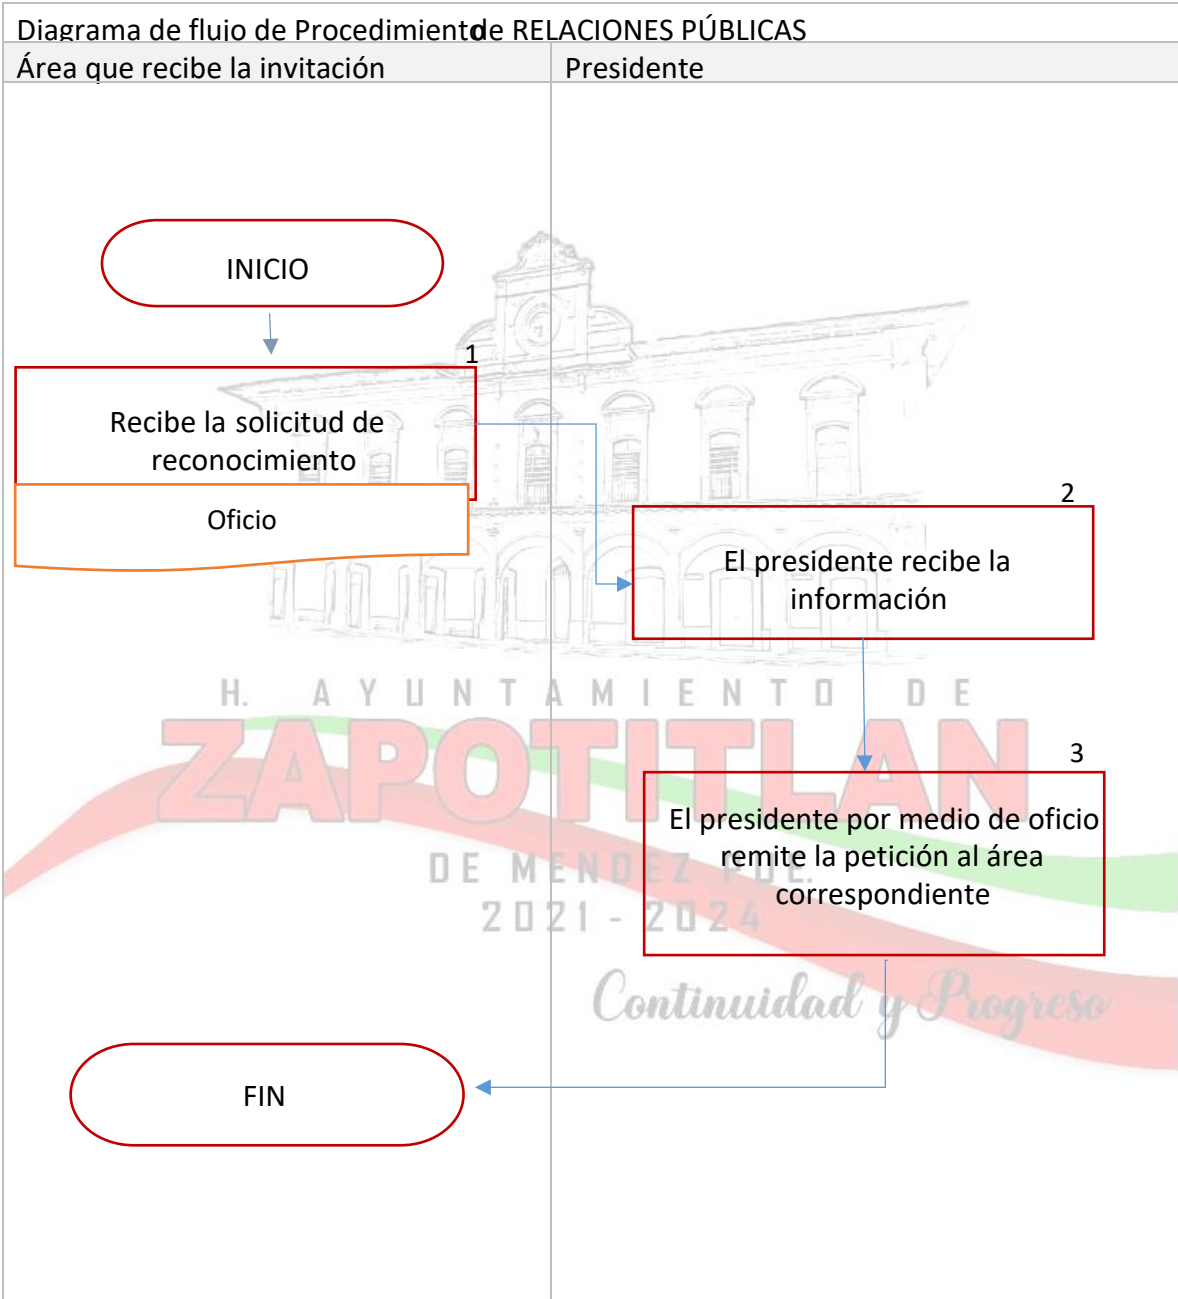 Diagrama de flujo de Procedimiento de RELACIONES PÚBLICAS
Área que recibe la invitación
Presidente
INICIO
1
Recibe la solicitud de
reconocimiento
Oficio
2
El presidente recibe la
información
H. AYUNTAMIENTO DE
ZAPOTITLAN
3
El presidente por medio de oficio
remite la petición al área
correspondiente
DE MENDEZ PUE.
2021 - 2024
Continuidad y Progreso
FIN